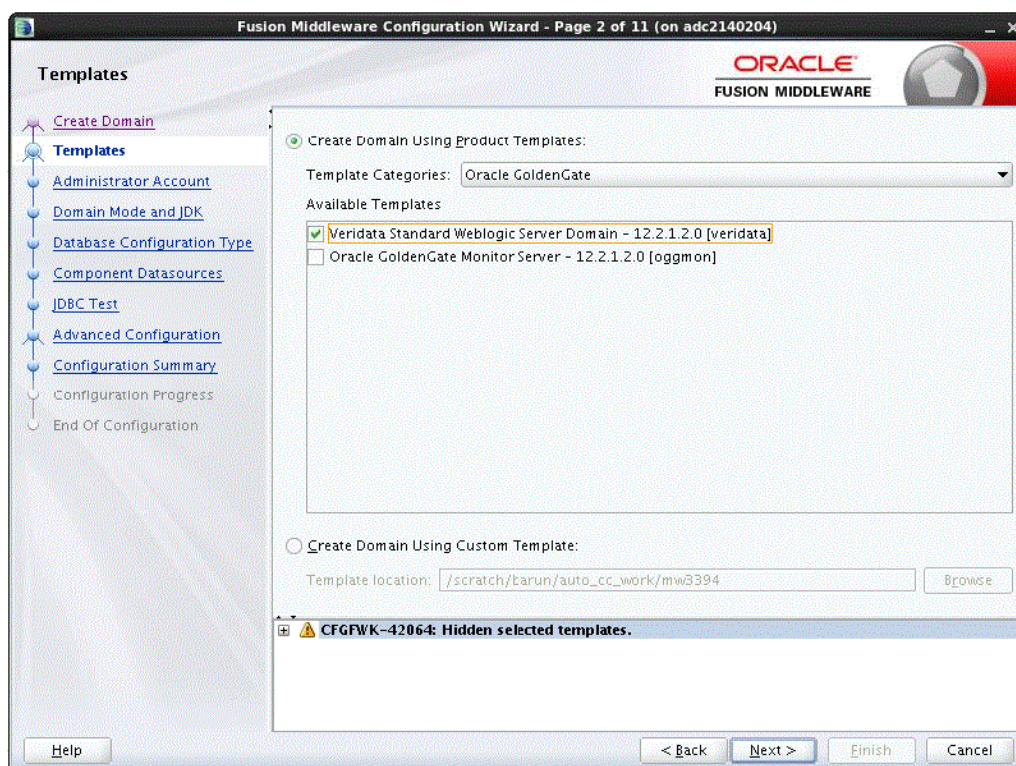 Fusion Middleware Configuration Wizard - Page 2 of 11 (on adc2140204)
Templates
ORACLE
FUSION MIDDLEWARE
Create Domain
Templates
Administrator Account
Domain Mode and JDK
Database Configuration Type
Component Datasources
JDBC Test
Advanced Configuration
Configuration Summary
Configuration Progress
End Of Configuration
Create Domain Using Product Templates:
Template Categories: Oracle GoldenGate
Available Templates
Veridata Standard Weblogic Server Domain - 12.2.1.2.0 [veridata]
Oracle GoldenGate Monitor Server - 12.2.1.2.0 [oggmon]
Create Domain Using Custom Template:
Template location: /scratch/barun/auto_cc_work/mw3394 Browse
CFGFWK-42064: Hidden selected templates.
Help < Back Next > Finish Cancel